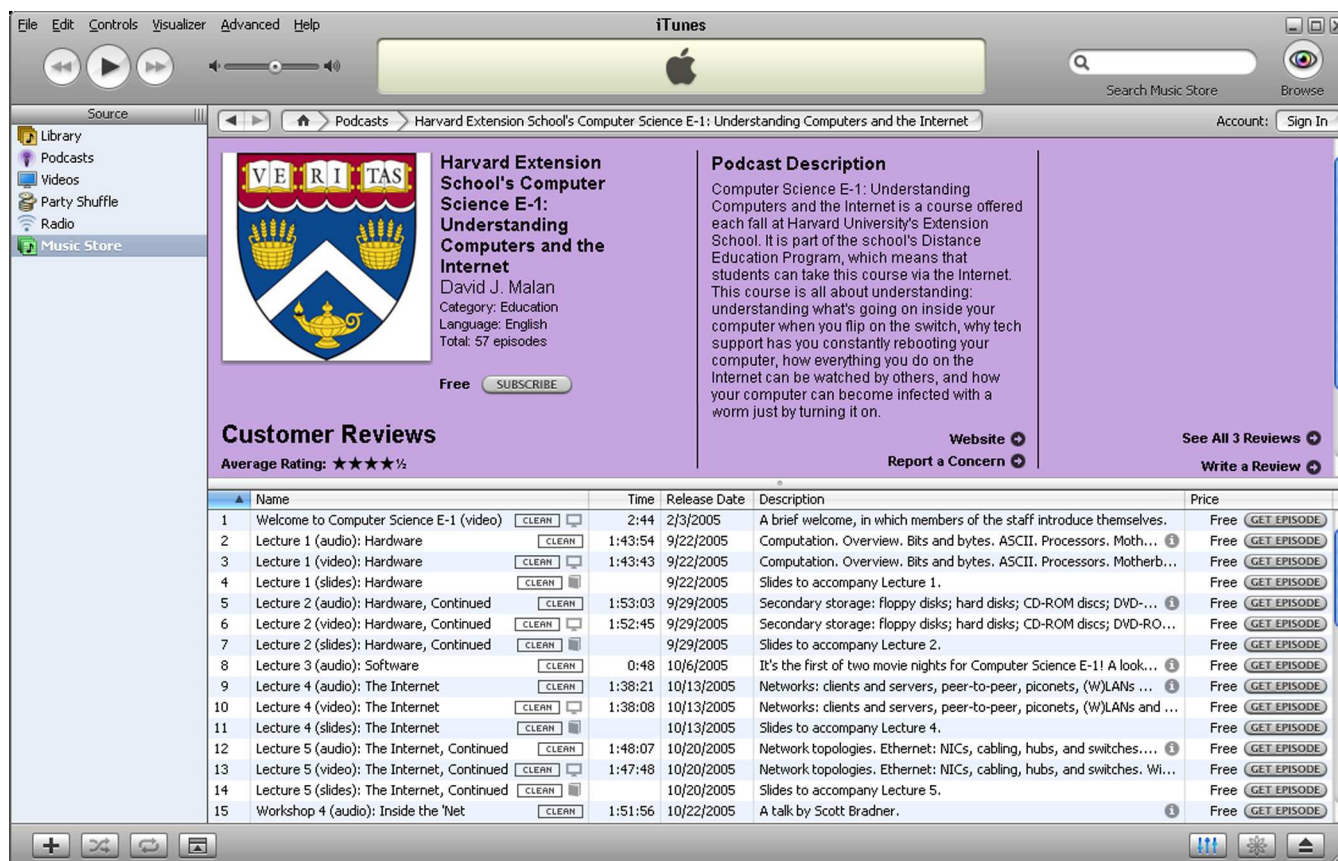 File Edit Controls Visualizer Advanced Help
iTunes
Search Music Store
Browse
Source
Library
Podcasts
Videos
Party Shuffle
Radio
Music Store
Podcasts Harvard Extension School's Computer Science E-1: Understanding Computers and the Internet
Account: Sign In
VERITAS
Harvard Extension
School's Computer
Science E-1:
Understanding
Computers and the
Internet
David J. Malan
Category: Education
Language: English
Total: 57 episodes
Free SUBSCRIBE
Customer Reviews
Average Rating: ★★★★½
Podcast Description
Computer Science E-1: Understanding
Computers and the Internet is a course offered
each fall at Harvard University's Extension
School. It is part of the school's Distance
Education Program, which means that
students can take this course via the Internet.
This course is all about understanding:
understanding what's going on inside your
computer when you flip on the switch, why tech
support has you constantly rebooting your
computer, how everything you do on the
Internet can be watched by others, and how
your computer can become infected with a
worm just by turning it on.
Website
Report a Concern
See All 3 Reviews
Write a Review
Name Time Release Date Description Price
1 Welcome to Computer Science E-1 (video) CLEAN 2:44 2/3/2005 A brief welcome, in which members of the staff introduce themselves. Free GET EPISODE
2 Lecture 1 (audio): Hardware CLEAN 1:43:54 9/22/2005 Computation. Overview. Bits and bytes. ASCII. Processors. Moth... Free GET EPISODE
3 Lecture 1 (video): Hardware CLEAN 1:43:43 9/22/2005 Computation. Overview. Bits and bytes. ASCII. Processors. Motherb... Free GET EPISODE
4 Lecture 1 (slides): Hardware CLEAN 9/22/2005 Slides to accompany Lecture 1. Free GET EPISODE
5 Lecture 2 (audio): Hardware, Continued CLEAN 1:53:03 9/29/2005 Secondary storage: floppy disks; hard disks; CD-ROM discs; DVD-... Free GET EPISODE
6 Lecture 2 (video): Hardware, Continued CLEAN 1:52:45 9/29/2005 Secondary storage: floppy disks; hard disks; CD-ROM discs; DVD-RO... Free GET EPISODE
7 Lecture 2 (slides): Hardware, Continued CLEAN 9/29/2005 Slides to accompany Lecture 2. Free GET EPISODE
8 Lecture 3 (audio): Software CLEAN 0:48 10/6/2005 It's the first of two movie nights for Computer Science E-1! A look... Free GET EPISODE
9 Lecture 4 (audio): The Internet CLEAN 1:38:21 10/13/2005 Networks: clients and servers, peer-to-peer, piconets, (W)LANs ... Free GET EPISODE
10 Lecture 4 (video): The Internet CLEAN 1:38:08 10/13/2005 Networks: clients and servers, peer-to-peer, piconets, (W)LANs and ... Free GET EPISODE
11 Lecture 4 (slides): The Internet CLEAN 10/13/2005 Slides to accompany Lecture 4. Free GET EPISODE
12 Lecture 5 (audio): The Internet, Continued CLEAN 1:48:07 10/20/2005 Network topologies. Ethernet: NICs, cabling, hubs, and switches.... Free GET EPISODE
13 Lecture 5 (video): The Internet, Continued CLEAN 1:47:48 10/20/2005 Network topologies. Ethernet: NICs, cabling, hubs, and switches. Wi... Free GET EPISODE
14 Lecture 5 (slides): The Internet, Continued CLEAN 10/20/2005 Slides to accompany Lecture 5. Free GET EPISODE
15 Workshop 4 (audio): Inside the 'Net CLEAN 1:51:56 10/22/2005 A talk by Scott Bradner. Free GET EPISODE